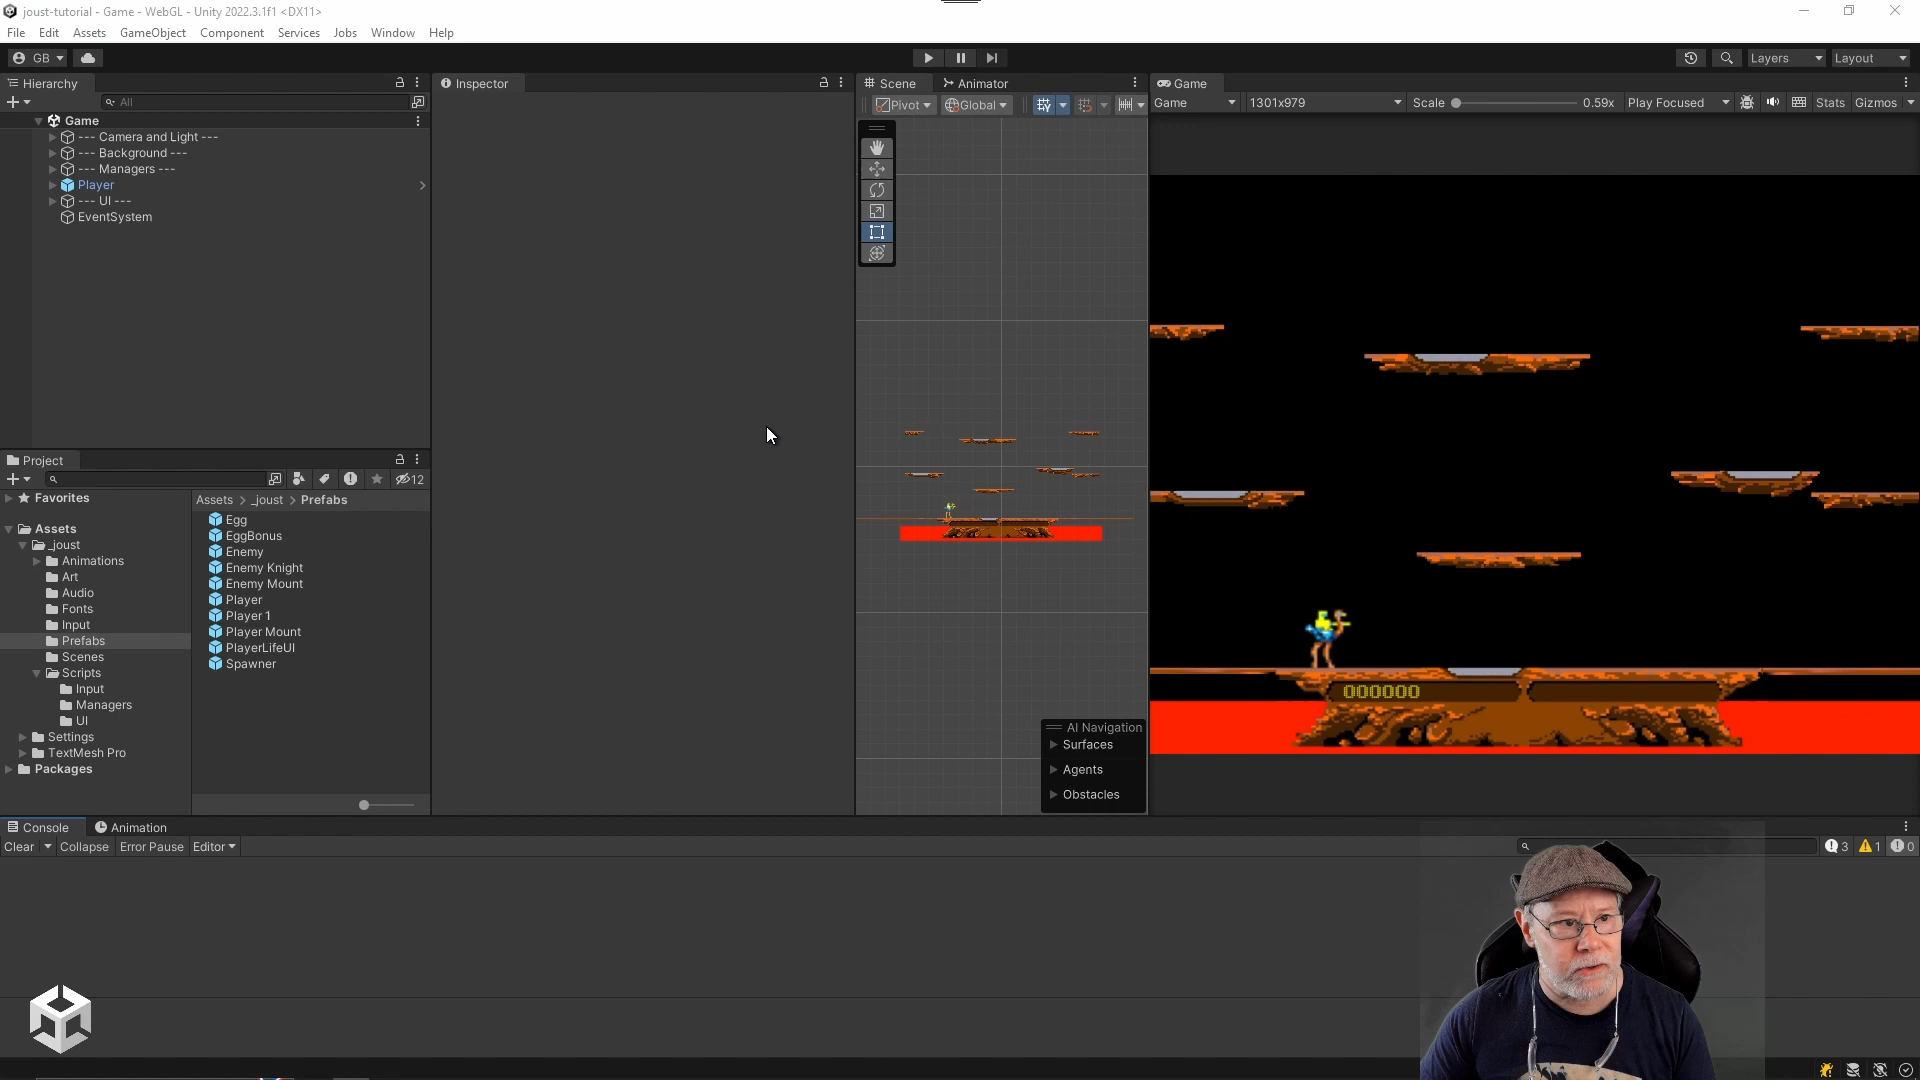 joust-tutorial - Game - WebGL - Unity 2022.3.1f1 <DX11>
File Edit Assets GameObject Component Services Jobs Window Help
GB
Layers
Layout
Hierarchy
All
Game
--- Camera and Light ---
--- Background ---
--- Managers ---
Player
--- UI ---
EventSystem
Inspector
Scene
Animator
Pivot
Global
Game
Game
1301x979
Scale
0.59x
Play Focused
Stats
Gizmos
000000
AI Navigation
Surfaces
Agents
Obstacles
Project
12
Favorites
Assets
_joust
Animations
Art
Audio
Fonts
Input
Prefabs
Scenes
Scripts
Input
Managers
UI
Settings
TextMesh Pro
Packages
Assets > _joust > Prefabs
Egg
EggBonus
Enemy
Enemy Knight
Enemy Mount
Player
Player 1
Player Mount
PlayerLifeUI
Spawner
Console
Animation
Clear
Collapse
Error Pause
Editor
3
1
0